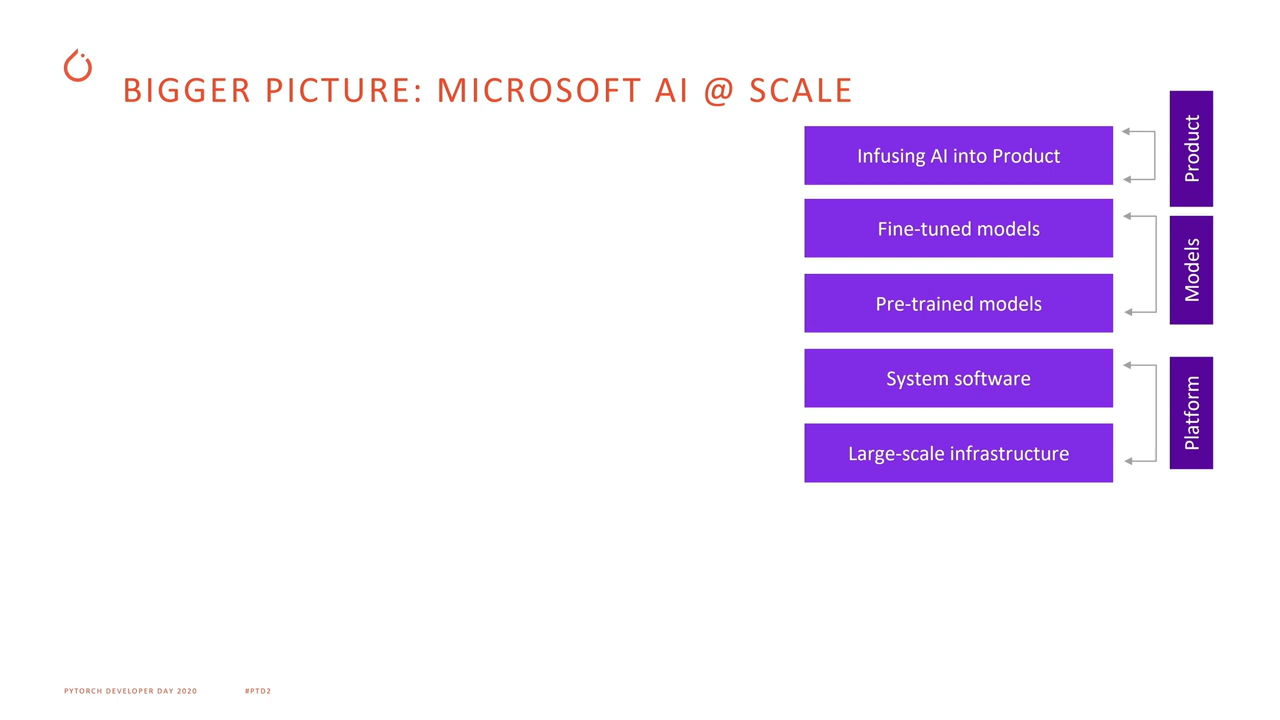 BIGGER PICTURE: MICROSOFT AI @ SCALE
Infusing AI into Product
Fine-tuned models
Pre-trained models
System software
Large-scale infrastructure
Product
Models
Platform
PYTORCH DEVELOPER DAY 2020
#PTD2